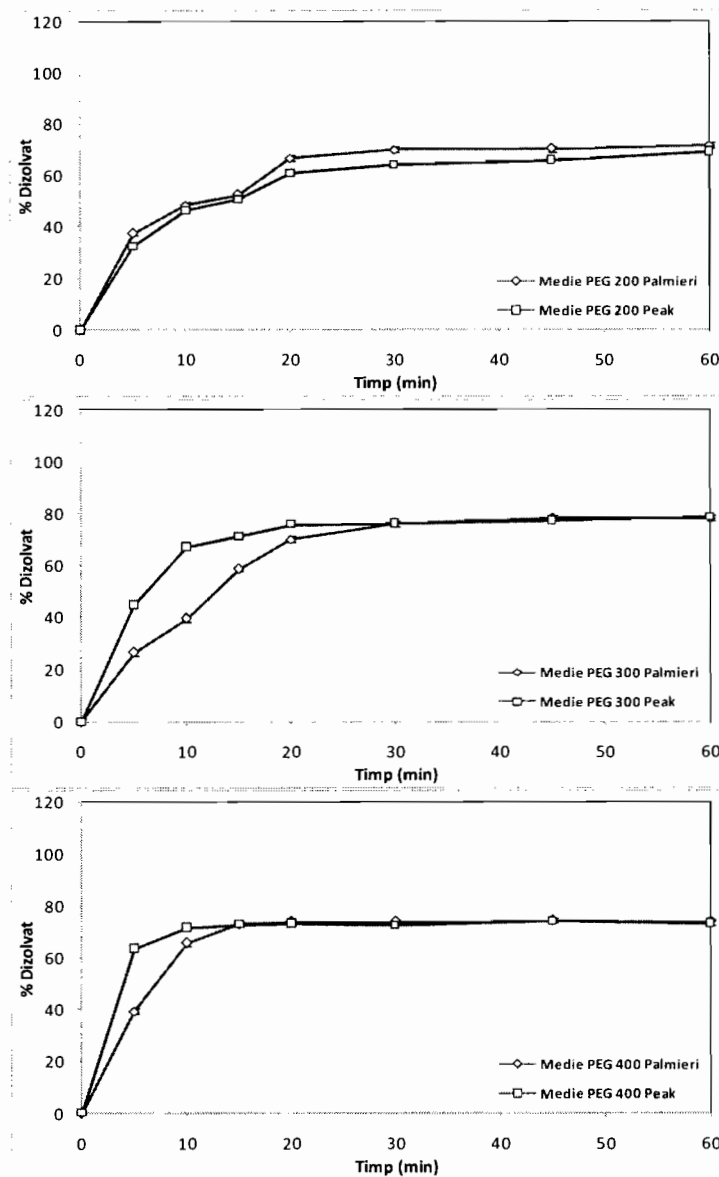 120
100
80
60
40
20
0
% Dizolvat
Medie PEG 200 Palmieri
Medie PEG 200 Peak
0 10 20 30 40 50 60
Timp (min)
120
100
80
60
40
20
0
% Dizolvat
Medie PEG 300 Palmieri
Medie PEG 300 Peak
0 10 20 30 40 50 60
Timp (min)
120
100
80
60
40
20
0
% Dizolvat
Medie PEG 400 Palmieri
Medie PEG 400 Peak
0 10 20 30 40 50 60
Timp (min)